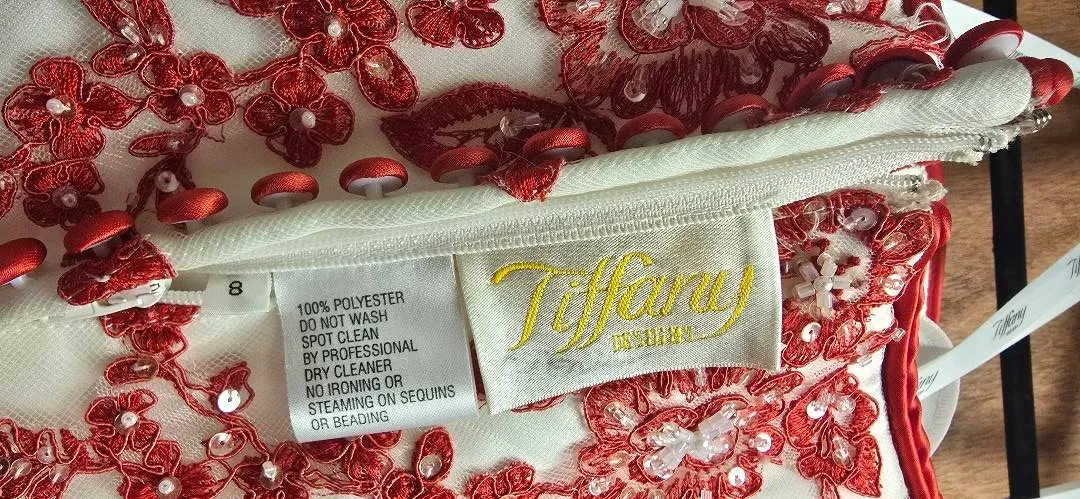 8
100% POLYESTER
DO NOT WASH
SPOT CLEAN
BY PROFESSIONAL
DRY CLEANER
NO IRONING OR
STEAMING ON SEQUINS
OR BEADING
Tiffany
DESIGNS
Tiffany